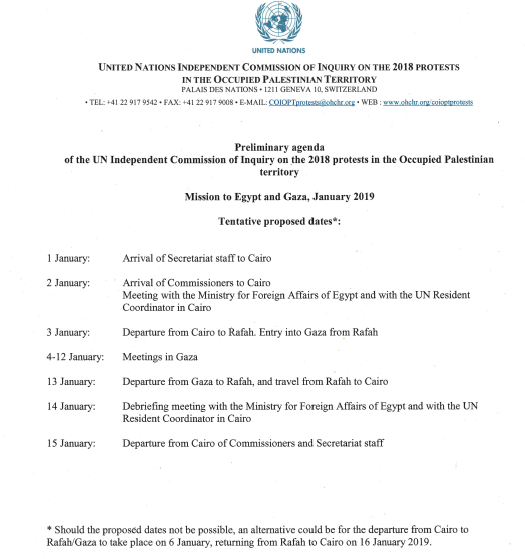 UNITED NATIONS
UNITED NATIONS INDEPENDENT COMMISSION OF INQUIRY ON THE 2018 PROTESTS
IN THE OCCUPIED PALESTINIAN TERRITORY
PALAIS DES NATIONS • 1211 GENEVA 10, SWITZERLAND
• TEL: +41 22 917 9542 • FAX: +41 22 917 9008 • E-MAIL: COIOPTprotests@ohchr.org • WEB : www.ohchr.org/coioptprotests
Preliminary agenda
of the UN Independent Commission of Inquiry on the 2018 protests in the Occupied Palestinian
territory
Mission to Egypt and Gaza, January 2019
Tentative proposed dates*:
1 January: Arrival of Secretariat staff to Cairo
2 January: Arrival of Commissioners to Cairo
Meeting with the Ministry for Foreign Affairs of Egypt and with the UN Resident
Coordinator in Cairo
3 January: Departure from Cairo to Rafah. Entry into Gaza from Rafah
4-12 January: Meetings in Gaza
13 January: Departure from Gaza to Rafah, and travel from Rafah to Cairo
14 January: Debriefing meeting with the Ministry for Foreign Affairs of Egypt and with the UN
Resident Coordinator in Cairo
15 January: Departure from Cairo of Commissioners and Secretariat staff
* Should the proposed dates not be possible, an alternative could be for the departure from Cairo to
Rafah/Gaza to take place on 6 January, returning from Rafah to Cairo on 16 January 2019.